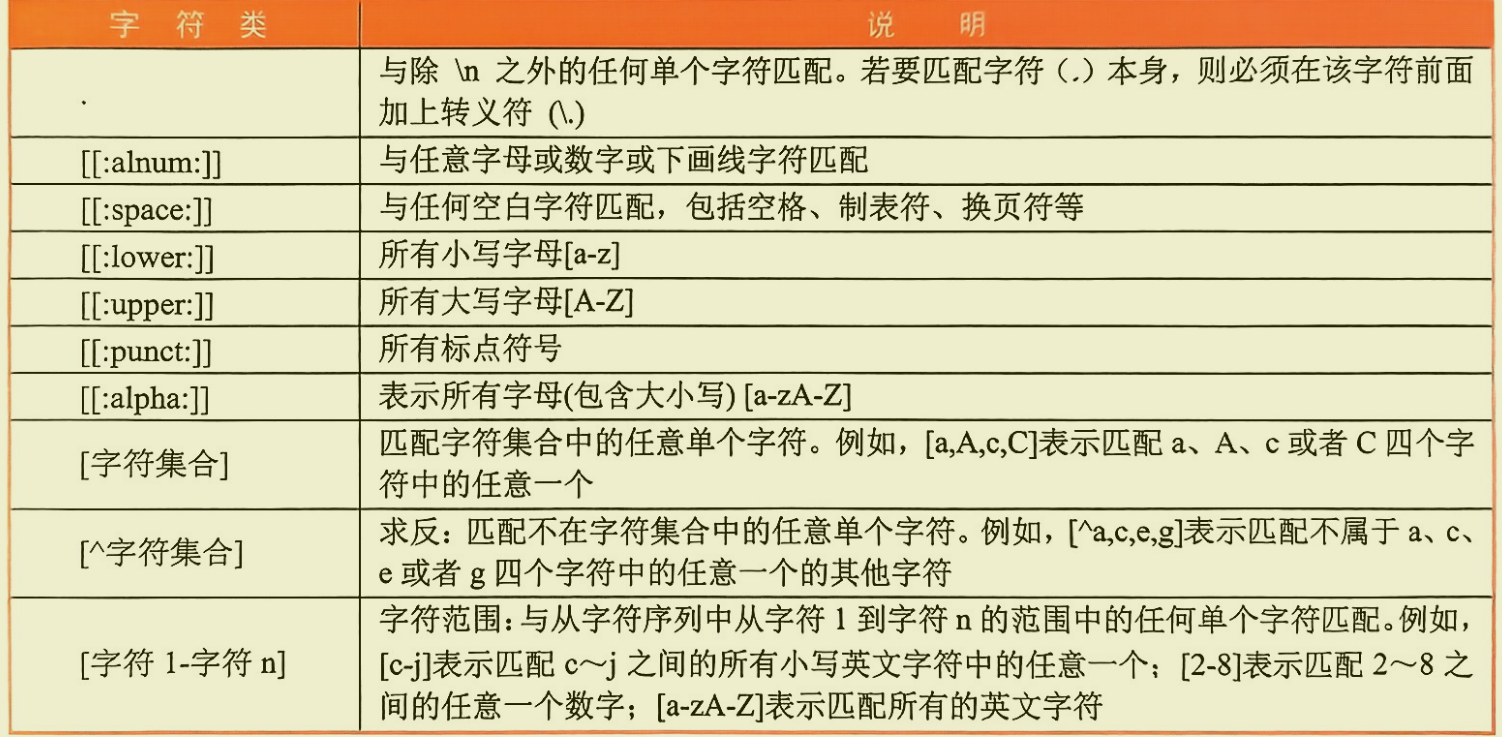 字 符 类 说 明
. 与除 \n 之外的任何单个字符匹配。若要匹配字符（.）本身，则必须在该字符前面
加上转义符 (\.)
[[:alnum:]] 与任意字母或数字或下画线字符匹配
[[:space:]] 与任何空白字符匹配，包括空格、制表符、换页符等
[[:lower:]] 所有小写字母[a-z]
[[:upper:]] 所有大写字母[A-Z]
[[:punct:]] 所有标点符号
[[:alpha:]] 表示所有字母(包含大小写) [a-zA-Z]
[字符集合] 匹配字符集合中的任意单个字符。例如，[a,A,c,C]表示匹配 a、A、c 或者 C 四个字
符中的任意一个
[^字符集合] 求反：匹配不在字符集合中的任意单个字符。例如，[^a,c,e,g]表示匹配不属于 a、c、
e 或者 g 四个字符中的任意一个的其他字符
[字符 1-字符 n] 字符范围：与从字符序列中从字符 1 到字符 n 的范围中的任何单个字符匹配。例如，
[c-j]表示匹配 c～j 之间的所有小写英文字符中的任意一个；[2-8]表示匹配 2～8 之
间的任意一个数字；[a-zA-Z]表示匹配所有的英文字符